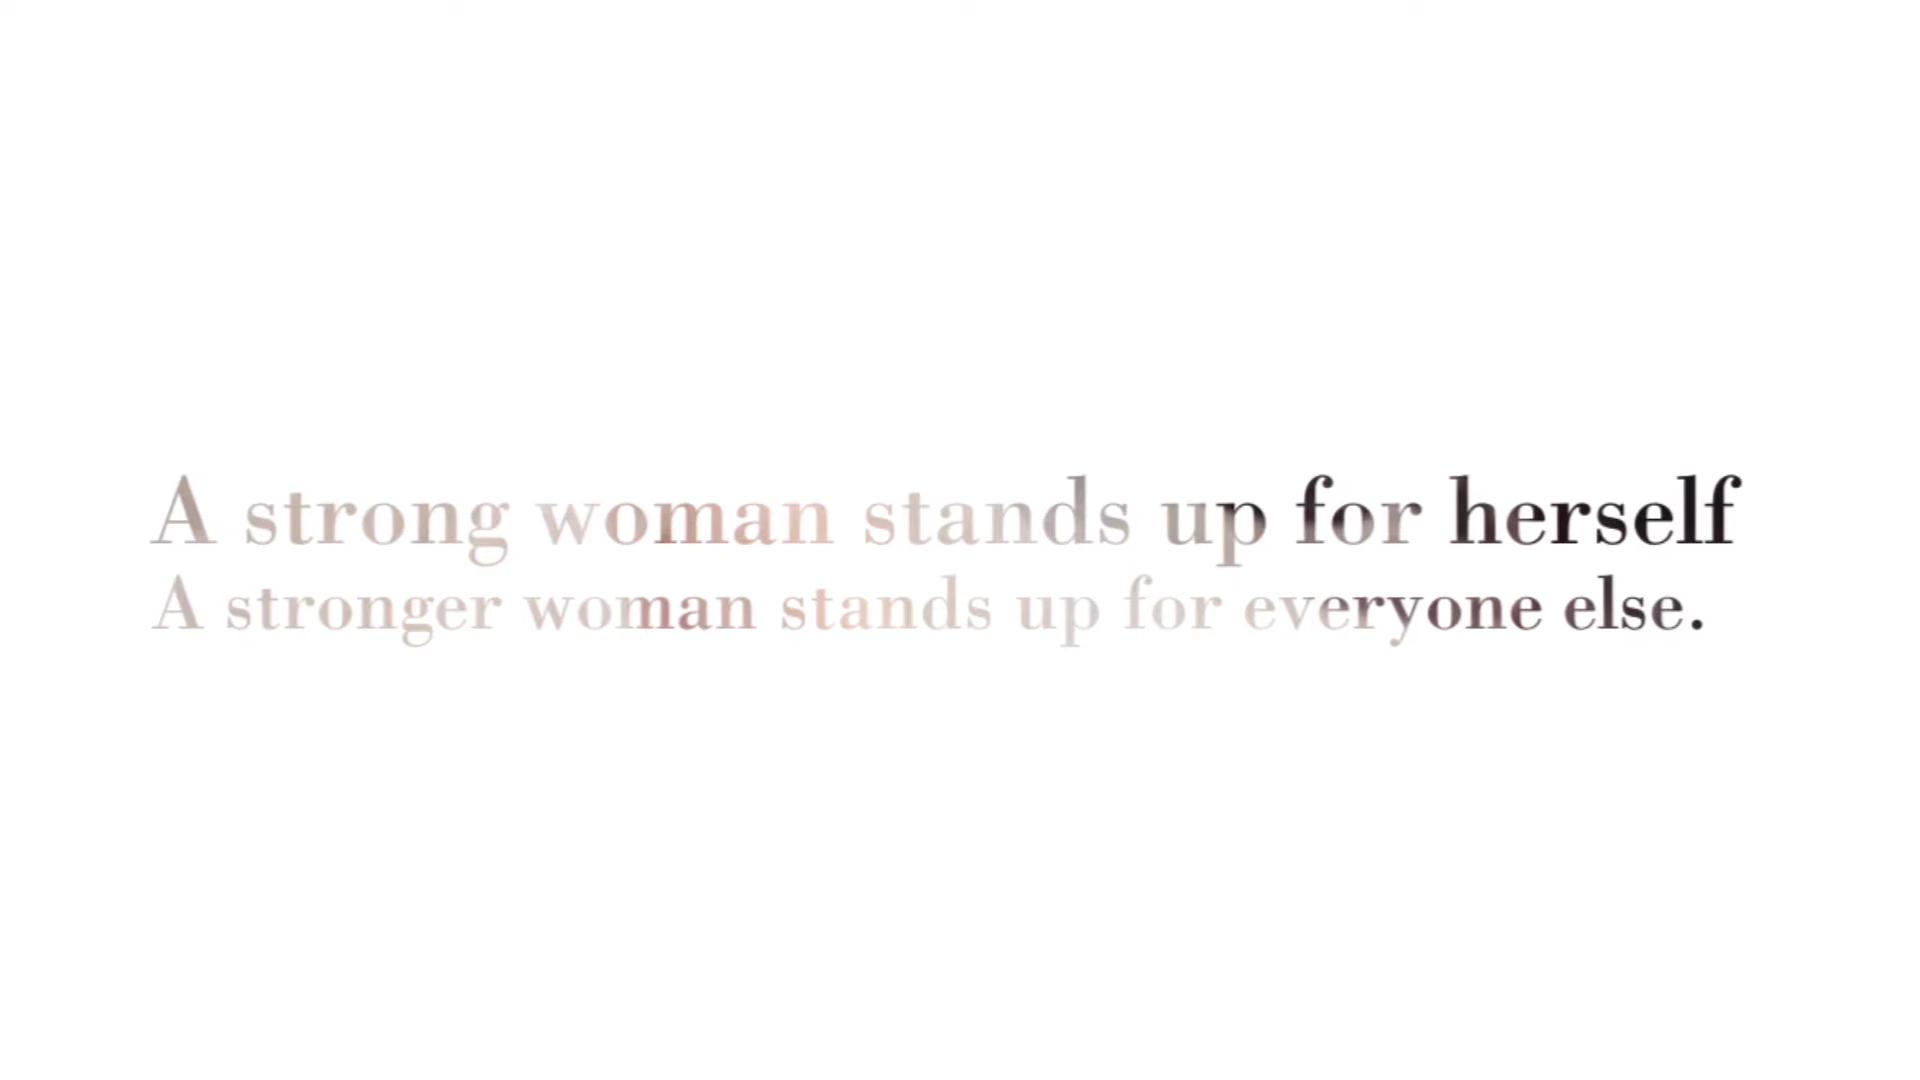 A strong woman stands up for herself
A stronger woman stands up for everyone else.